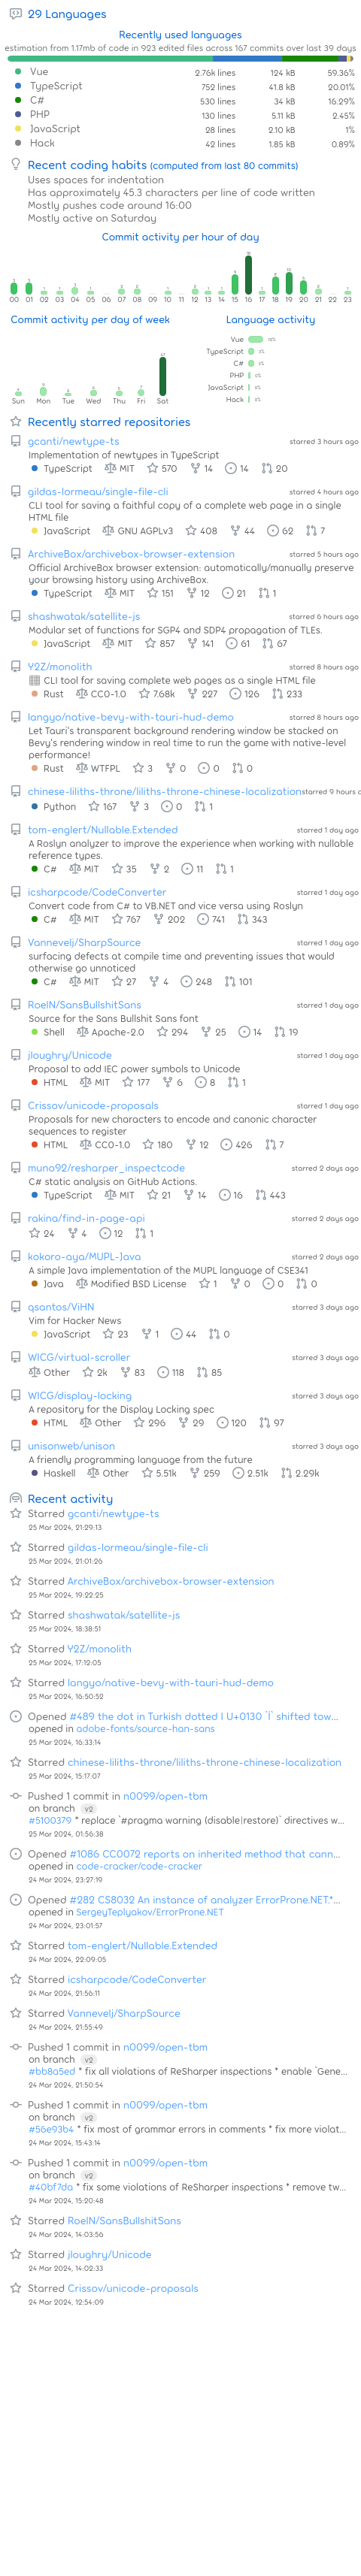 29 Languages
Recently used languages
estimation from 1.17mb of code in 923 edited files across 167 commits over last 39 days
Vue 2.76k lines 124 kB 59.36%
TypeScript 752 lines 41.8 kB 20.01%
C# 530 lines 34 kB 16.29%
PHP 130 lines 5.11 kB 2.45%
JavaScript 28 lines 2.10 kB 1%
Hack 42 lines 1.85 kB 0.89%
Recent coding habits (computed from last 80 commits)
Uses spaces for indentation
Has approximately 45.3 characters per line of code written
Mostly pushes code around 16:00
Mostly active on Saturday
Commit activity per hour of day
00 01 02 03 04 05 06 07 08 09 10 11 12 13 14 15 16 17 18 19 20 21 22 23
Commit activity per day of week
Language activity
Vue
TypeScript
C#
PHP
JavaScript
Hack
Sun Mon Tue Wed Thu Fri Sat
Recently starred repositories
gcanti/newtype-ts starred 3 hours ago
Implementation of newtypes in TypeScript
TypeScript MIT 570 14 14 20
gildas-lormeau/single-file-cli starred 4 hours ago
CLI tool for saving a faithful copy of a complete web page in a single
HTML file
JavaScript GNU AGPLv3 408 44 62 7
ArchiveBox/archivebox-browser-extension starred 5 hours ago
Official ArchiveBox browser extension: automatically/manually preserve
your browsing history using ArchiveBox.
TypeScript MIT 151 12 21 1
shashwatak/satellite-js starred 6 hours ago
Modular set of functions for SGP4 and SDP4 propagation of TLEs.
JavaScript MIT 857 141 61 67
Y2Z/monolith starred 8 hours ago
CLI tool for saving complete web pages as a single HTML file
Rust CC0-1.0 7.68k 227 126 233
langyo/native-bevy-with-tauri-hud-demo starred 8 hours ago
Let Tauri's transparent background rendering window be stacked on
Bevy's rendering window in real time to run the game with native-level
performance!
Rust WTFPL 3 0 0 0
chinese-liliths-throne/liliths-throne-chinese-localization starred 9 hours
Python 167 3 0 1
tom-englert/Nullable.Extended starred 1 day ago
A Roslyn analyzer to improve the experience when working with nullable
reference types.
C# MIT 35 2 11 1
icsharpcode/CodeConverter starred 1 day ago
Convert code from C# to VB.NET and vice versa using Roslyn
C# MIT 767 202 741 343
Vannevelj/SharpSource starred 1 day ago
surfacing defects at compile time and preventing issues that would
otherwise go unnoticed
C# MIT 27 4 248 101
RoelN/SansBullshitSans starred 1 day ago
Source for the Sans Bullshit Sans font
Shell Apache-2.0 294 25 14 19
jloughry/Unicode starred 1 day ago
Proposal to add IEC power symbols to Unicode
HTML MIT 177 6 8 1
Crissov/unicode-proposals starred 1 day ago
Proposals for new characters to encode and canonic character
sequences to register
HTML CC0-1.0 180 12 426 7
muno92/resharper_inspectcode starred 2 days ago
C# static analysis on GitHub Actions.
TypeScript MIT 21 14 16 443
rakina/find-in-page-api starred 2 days ago
24 4 12 1
kokoro-aya/MUPL-Java starred 2 days ago
A simple Java implementation of the MUPL language of CSE341
Java Modified BSD License 1 0 0 0
qsantos/ViHN starred 3 days ago
Vim for Hacker News
JavaScript 23 1 44 0
WICG/virtual-scroller starred 3 days ago
Other 2k 83 118 85
WICG/display-locking starred 3 days ago
A repository for the Display Locking spec
HTML Other 296 29 120 97
unisonweb/unison starred 3 days ago
A friendly programming language from the future
Haskell Other 5.51k 259 2.51k 2.29k
Recent activity
Starred gcanti/newtype-ts
25 Mar 2024, 21:29:13
Starred gildas-lormeau/single-file-cli
25 Mar 2024, 21:01:26
Starred ArchiveBox/archivebox-browser-extension
25 Mar 2024, 19:22:25
Starred shashwatak/satellite-js
25 Mar 2024, 18:38:51
Starred Y2Z/monolith
25 Mar 2024, 17:12:05
Starred langyo/native-bevy-with-tauri-hud-demo
25 Mar 2024, 16:50:52
Opened #489 the dot in Turkish dotted I U+0130 `İ` shifted tow...
opened in adobe-fonts/source-han-sans
25 Mar 2024, 16:33:14
Starred chinese-liliths-throne/liliths-throne-chinese-localization
25 Mar 2024, 15:17:07
Pushed 1 commit in n0099/open-tbm
on branch v2
#5100379 * replace `#pragma warning (disable|restore)` directives w...
25 Mar 2024, 01:56:38
Opened #1086 CC0072 reports on inherited method that cann...
opened in code-cracker/code-cracker
24 Mar 2024, 23:27:19
Opened #282 CS8032 An instance of analyzer ErrorProne.NET.*...
opened in SergeyTeplyakov/ErrorProne.NET
24 Mar 2024, 23:01:57
Starred tom-englert/Nullable.Extended
24 Mar 2024, 22:09:05
Starred icsharpcode/CodeConverter
24 Mar 2024, 21:56:11
Starred Vannevelj/SharpSource
24 Mar 2024, 21:55:49
Pushed 1 commit in n0099/open-tbm
on branch v2
#bb8a5ed * fix all violations of ReSharper inspections * enable `Gene...
24 Mar 2024, 21:50:54
Pushed 1 commit in n0099/open-tbm
on branch v2
#56e93b4 * fix most of grammar errors in comments * fix more violat...
24 Mar 2024, 15:43:14
Pushed 1 commit in n0099/open-tbm
on branch v2
#40bf7da * fix some violations of ReSharper inspections * remove tw...
24 Mar 2024, 15:20:48
Starred RoelN/SansBullshitSans
24 Mar 2024, 14:03:56
Starred jloughry/Unicode
24 Mar 2024, 14:02:33
Starred Crissov/unicode-proposals
24 Mar 2024, 12:54:09